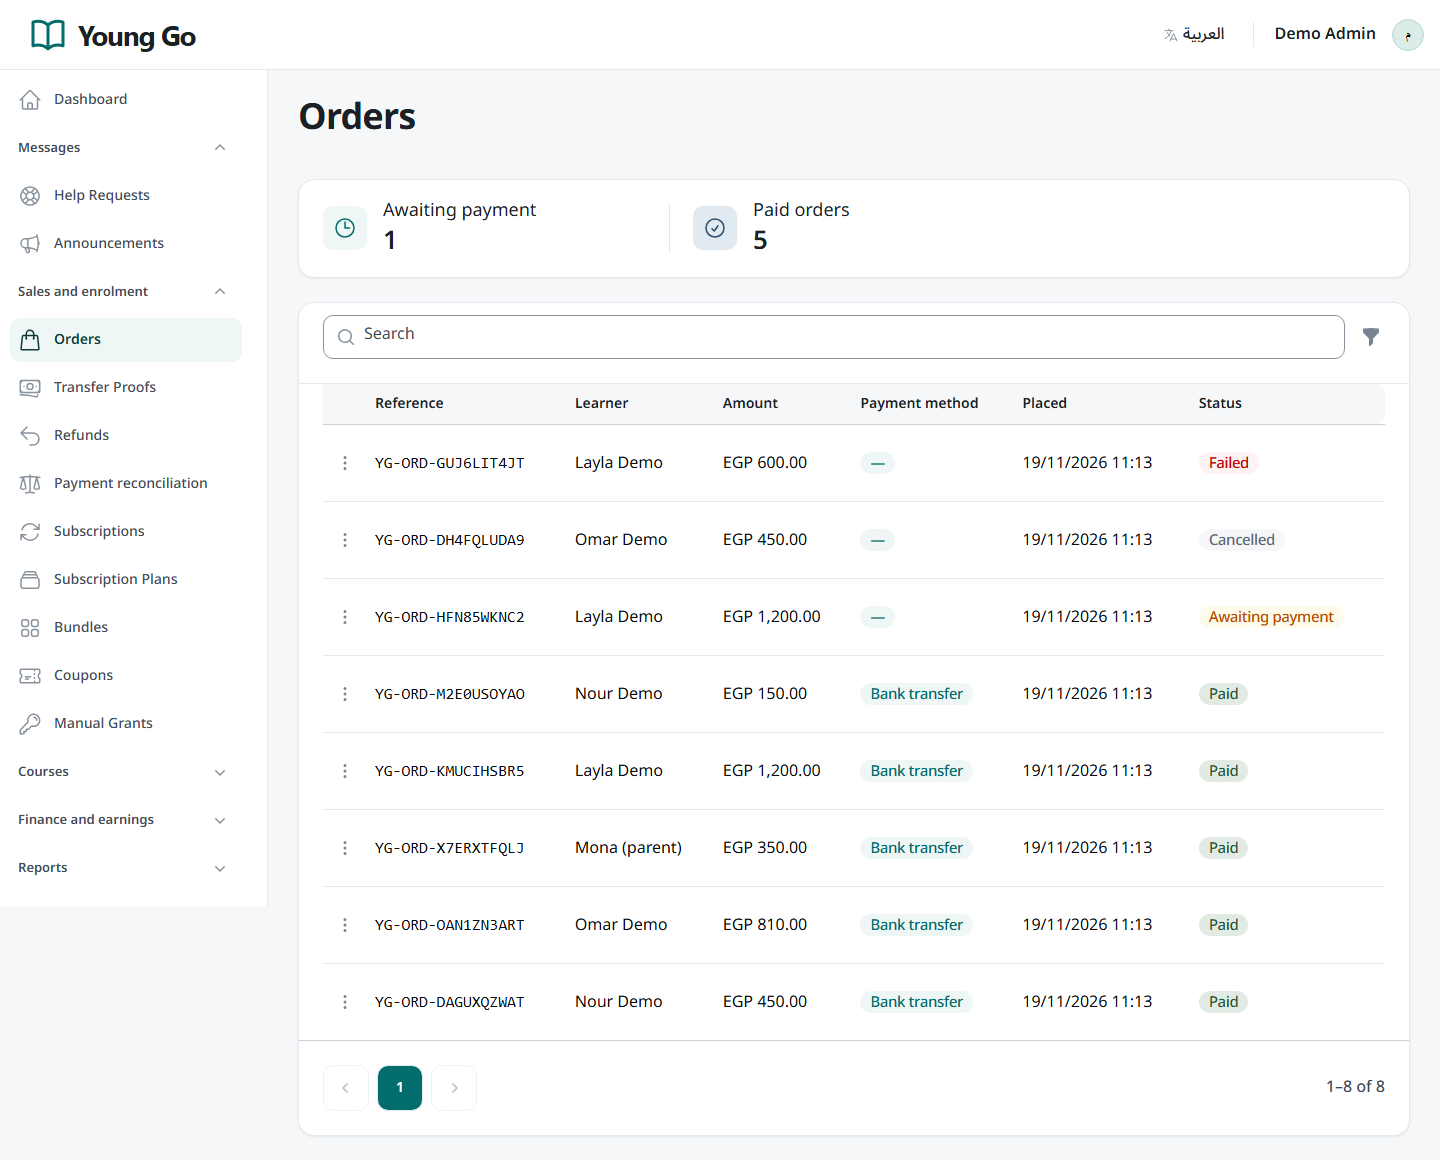 Young Go
العربية
Demo Admin
م
Dashboard
Messages
Help Requests
Announcements
Sales and enrolment
Orders
Transfer Proofs
Refunds
Payment reconciliation
Subscriptions
Subscription Plans
Bundles
Coupons
Manual Grants
Courses
Finance and earnings
Reports
Orders
Awaiting payment
1
Paid orders
5
Search
Reference Learner Amount Payment method Placed Status
YG-ORD-GUJ6LIT4JT Layla Demo EGP 600.00 — 19/11/2026 11:13 Failed
YG-ORD-DH4FQLUDA9 Omar Demo EGP 450.00 — 19/11/2026 11:13 Cancelled
YG-ORD-HFN85WKNC2 Layla Demo EGP 1,200.00 — 19/11/2026 11:13 Awaiting payment
YG-ORD-M2E0USOYAO Nour Demo EGP 150.00 Bank transfer 19/11/2026 11:13 Paid
YG-ORD-KMUCIHSBR5 Layla Demo EGP 1,200.00 Bank transfer 19/11/2026 11:13 Paid
YG-ORD-X7ERXTFQLJ Mona (parent) EGP 350.00 Bank transfer 19/11/2026 11:13 Paid
YG-ORD-OAN1ZN3ART Omar Demo EGP 810.00 Bank transfer 19/11/2026 11:13 Paid
YG-ORD-DAGUXQZWAT Nour Demo EGP 450.00 Bank transfer 19/11/2026 11:13 Paid
1
1–8 of 8